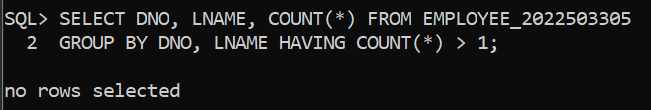 SQL> SELECT DNO, LNAME, COUNT(*) FROM EMPLOYEE_2022503305
  2  GROUP BY DNO, LNAME HAVING COUNT(*) > 1;
no rows selected